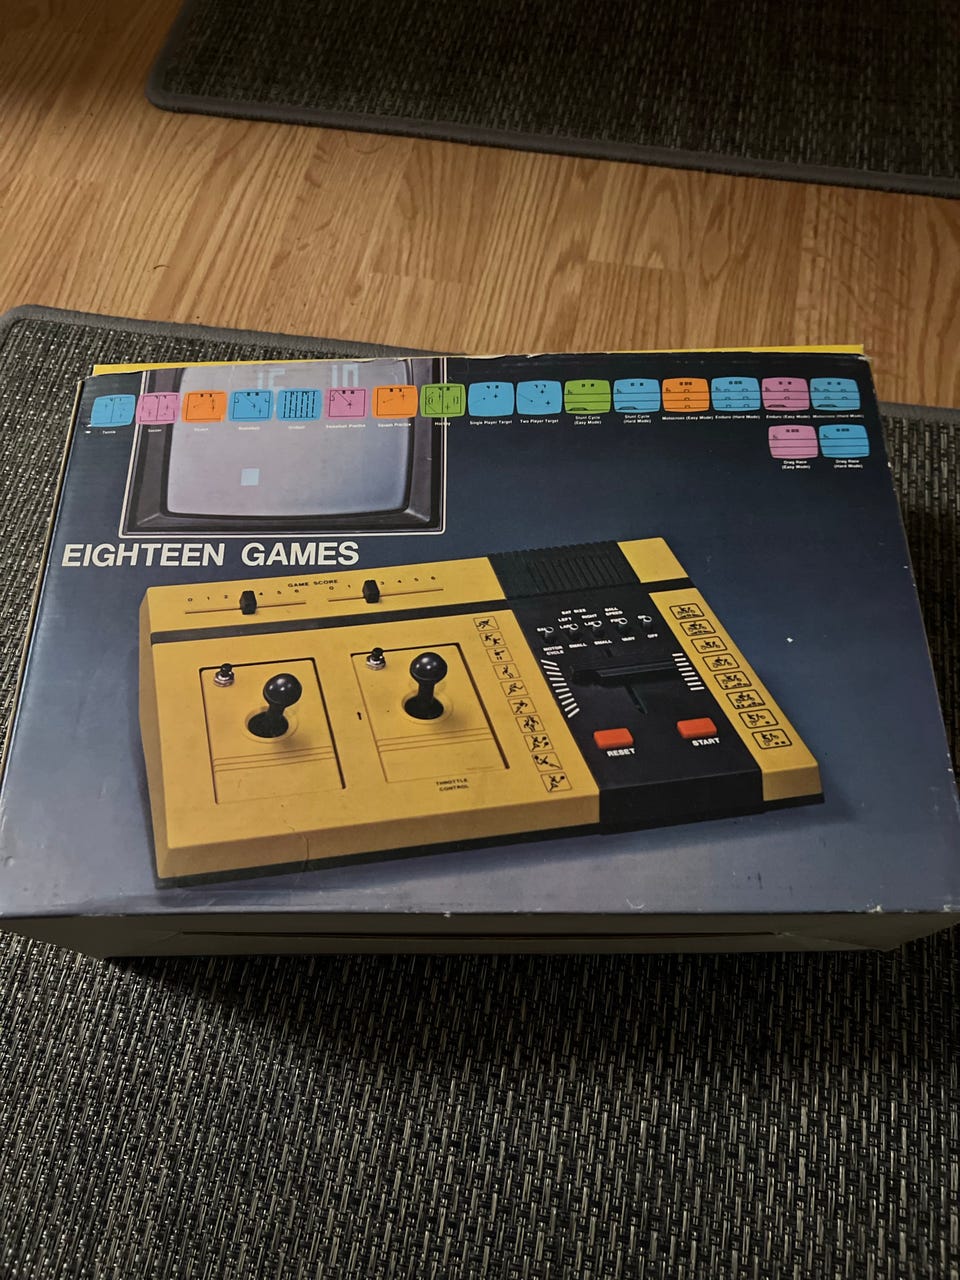 Tennis
Soccer
Squash
Basketball
Gridball
Basketball Practice
Squash Practice
Hockey
Single Player Target
Two Player Target
Stunt Cycle
(Easy Mode)
Stunt Cycle
(Hard Mode)
Motocross (Easy Mode)
Enduro (Hard Mode)
Enduro (Easy Mode)
Motocross (Hard Mode)
Drag Race
(Easy Mode)
Drag Race
(Hard Mode)
EIGHTEEN GAMES
GAME SCORE
0 1 2 4 5 6
0 1 3 4 5 6
BAT SIZE
LEFT RIGHT
BALL
SPEED
MOTOR
CYCLE
SMALL
SMALL
OFF
RESET
START
THROTTLE
CONTROL